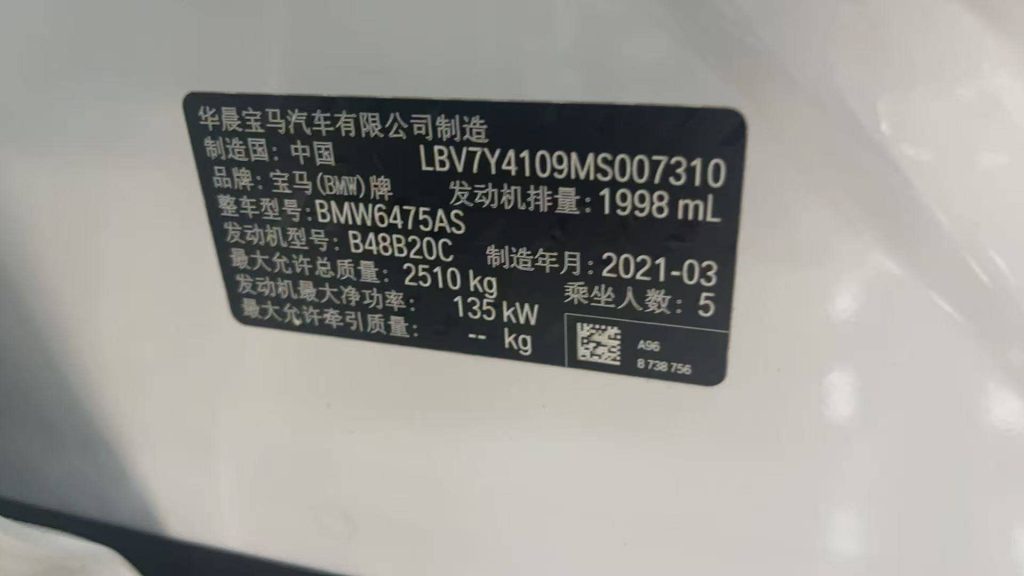 华晨宝马汽车有限公司制造
制造国：中国 LBV7Y4109MS007310
品牌：宝马(BMW)牌 发动机排量：1998 mL
整车型号：BMW6475AS
发动机型号：B48B20C 制造年月：2021-03
最大允许总质量：2510 kg 乘坐人数：5
发动机最大净功率：135 kW
最大允许牵引质量：-- kg
A96
8 738 756